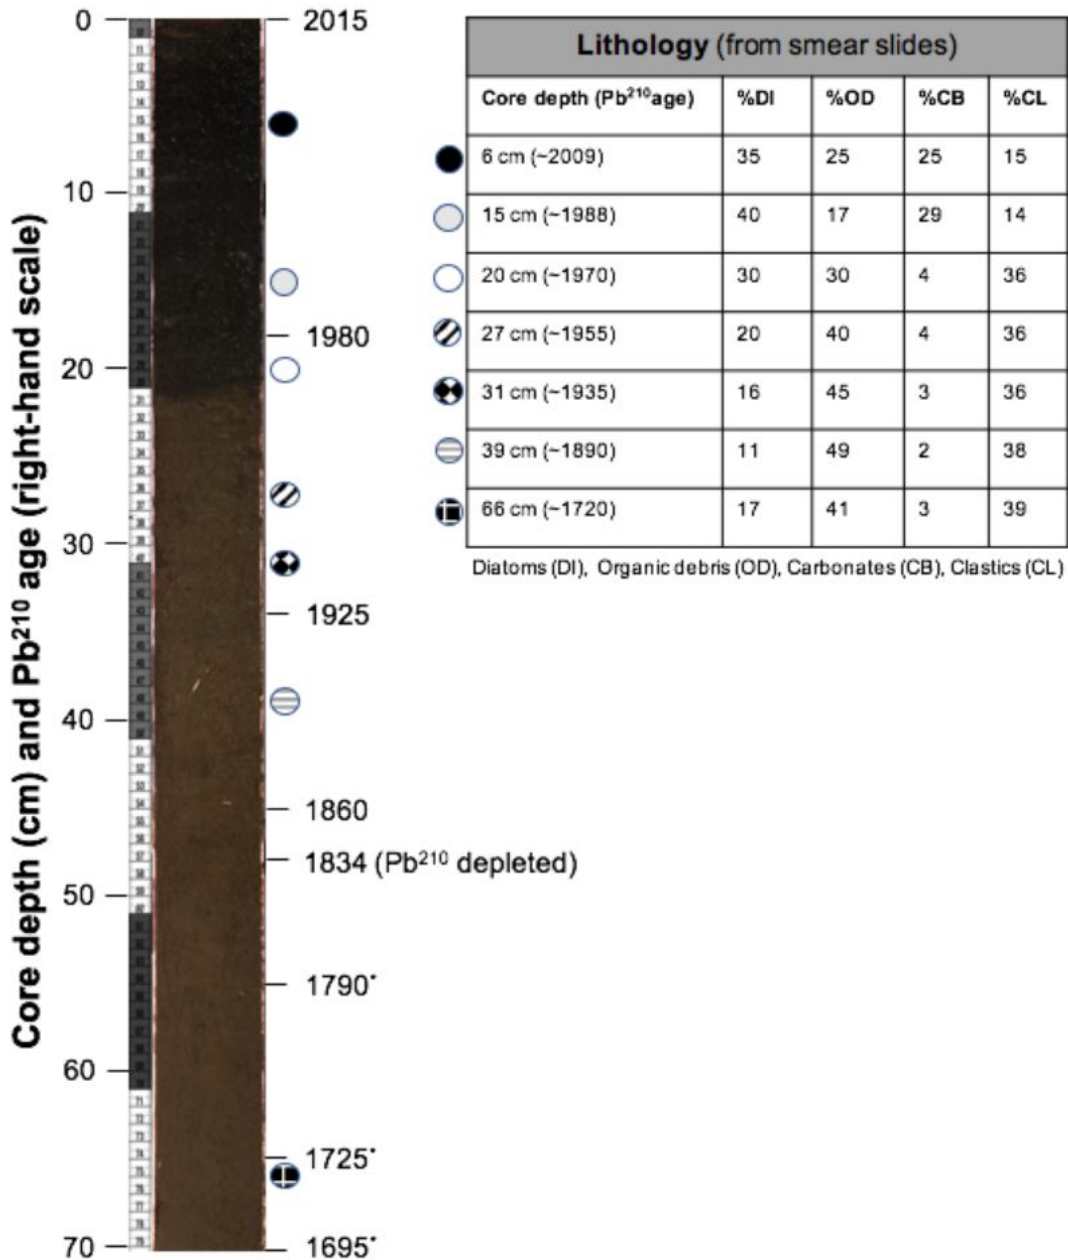 Core depth (cm) and Pb²¹⁰ age (right-hand scale)
0
10
20
30
40
50
60
70
2015
1980
1925
1860
1834 (Pb²¹⁰ depleted)
1790*
1725*
1695*
Lithology (from smear slides)
Core depth (Pb²¹⁰age) %DI %OD %CB %CL
6 cm (~2009) 35 25 25 15
15 cm (~1988) 40 17 29 14
20 cm (~1970) 30 30 4 36
27 cm (~1955) 20 40 4 36
31 cm (~1935) 16 45 3 36
39 cm (~1890) 11 49 2 38
66 cm (~1720) 17 41 3 39
Diatoms (DI), Organic debris (OD), Carbonates (CB), Clastics (CL)